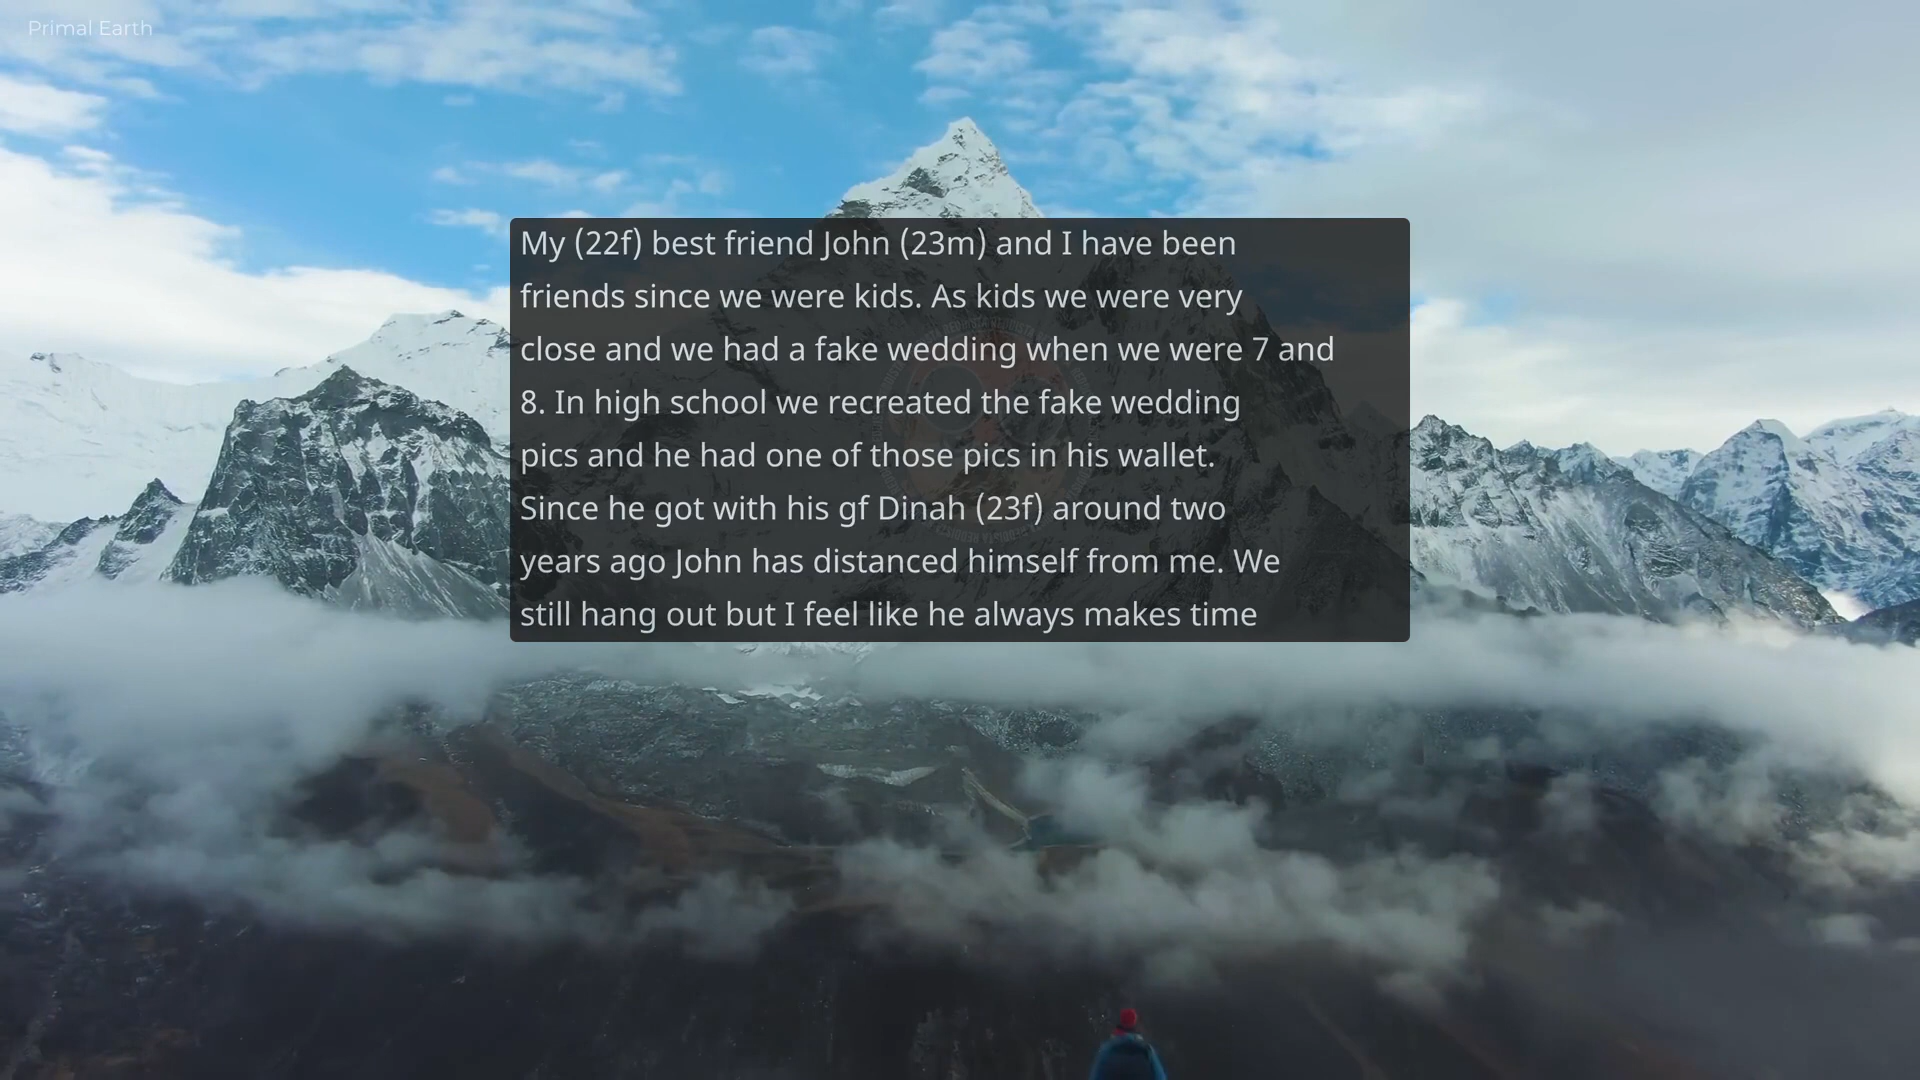 Primal Earth
My (22f) best friend John (23m) and I have been
friends since we were kids. As kids we were very
close and we had a fake wedding when we were 7 and
8. In high school we recreated the fake wedding
pics and he had one of those pics in his wallet.
Since he got with his gf Dinah (23f) around two
years ago John has distanced himself from me. We
still hang out but I feel like he always makes time